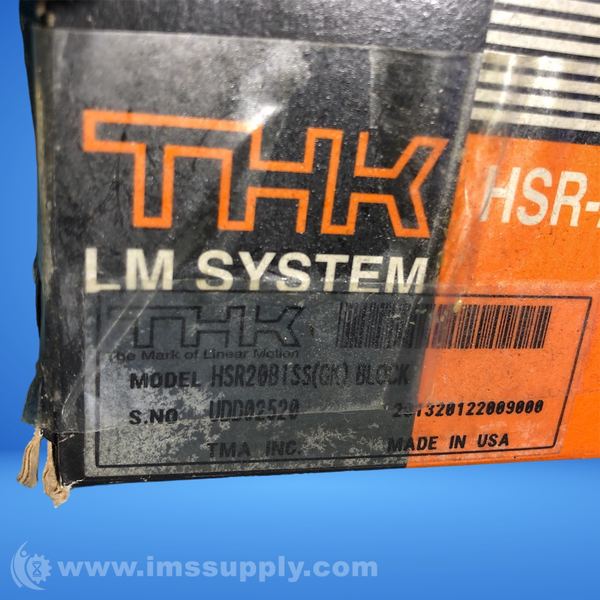 THK
HSR-
LM SYSTEM
THK
The Mark of Linear Motion
MODEL HSR20B1SS(GK) BLOCK
S.NO UDD02520
MADE IN USA
TMA INC.
www.imssupply.com